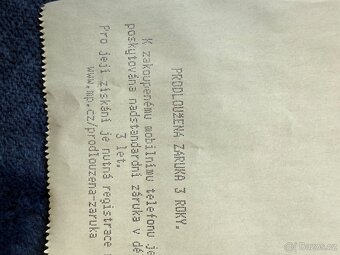 PRODLOUŽENÁ ZÁRUKA 3 ROKY.
K zakoupenému mobilnímu telefonu je
poskytována nadstandardní záruka v dé
3 let.
Pro její získání je nutná registrace
www.mp.cz/prodlouzena-zaruka